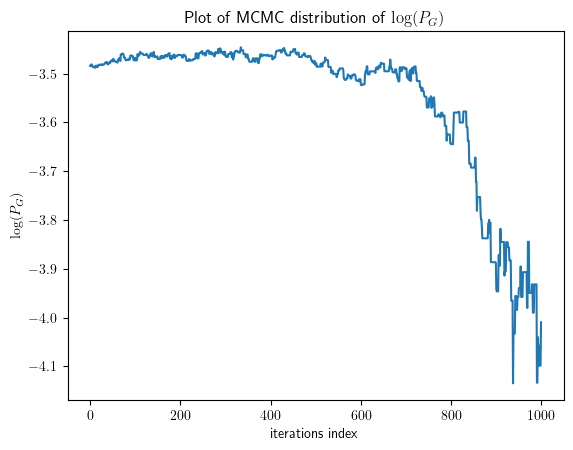 Plot of MCMC distribution of log(P_G)
log(P_G)
−3.5
−3.6
−3.7
−3.8
−3.9
−4.0
−4.1
0 200 400 600 800 1000
iterations index